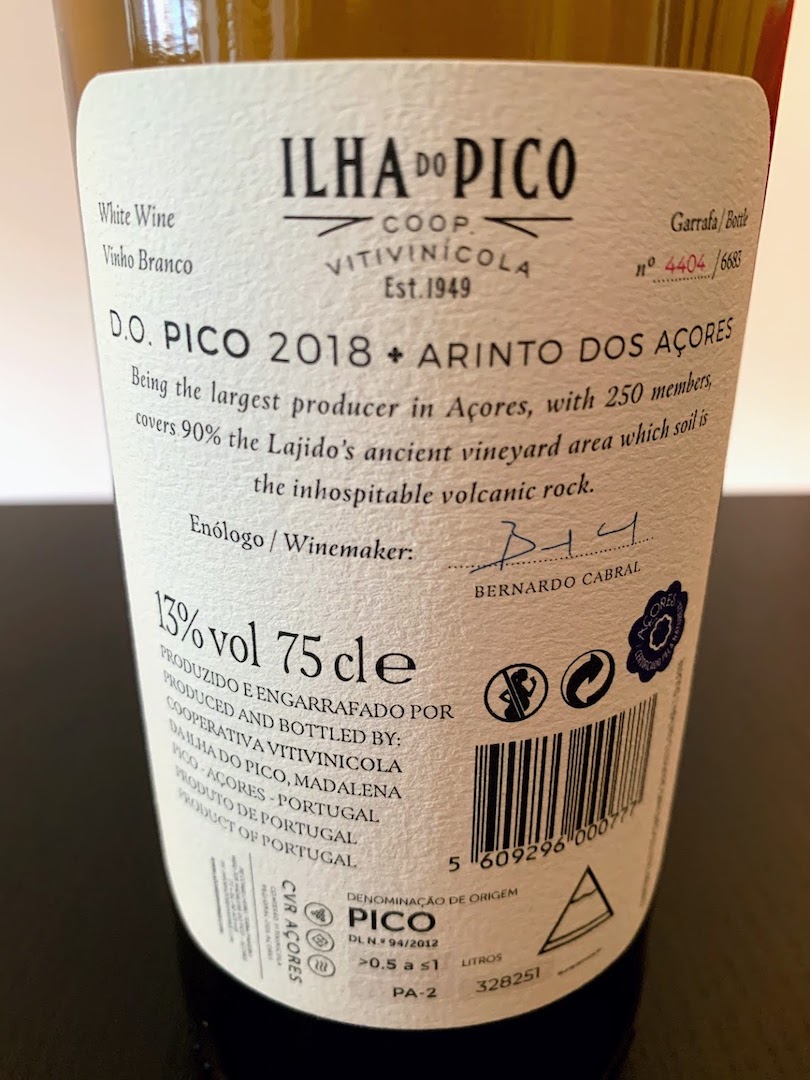 ILHA DO PICO
COOP.
VITIVINÍCOLA
Est.1949
White Wine
Vinho Branco
Garrafa/Bottle
nº 4404 /6683
D.O. PICO 2018 + ARINTO DOS AÇORES
Being the largest producer in Açores, with 250 members,
covers 90% the Lajido's ancient vineyard area which soil is
the inhospitable volcanic rock.
Enólogo / Winemaker:
BERNARDO CABRAL
13% vol 75 cl e
AÇORES
CERTIFICADO PELA NATUREZA
PRODUZIDO E ENGARRAFADO POR
PRODUCED AND BOTTLED BY:
COOPERATIVA VITIVINICOLA
DA ILHA DO PICO, MADALENA
PICO - AÇORES - PORTUGAL
PRODUTO DE PORTUGAL
PRODUCT OF PORTUGAL
5 609296 000777
CVR AÇORES
DENOMINAÇÃO DE ORIGEM
PICO
DL N.º 94/2012
>0.5 a ≤1 LITROS
PA-2 328251